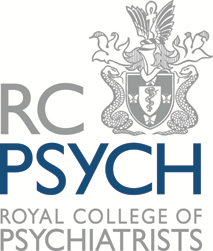 RC
PSYCH
ROYAL COLLEGE OF
PSYCHIATRISTS